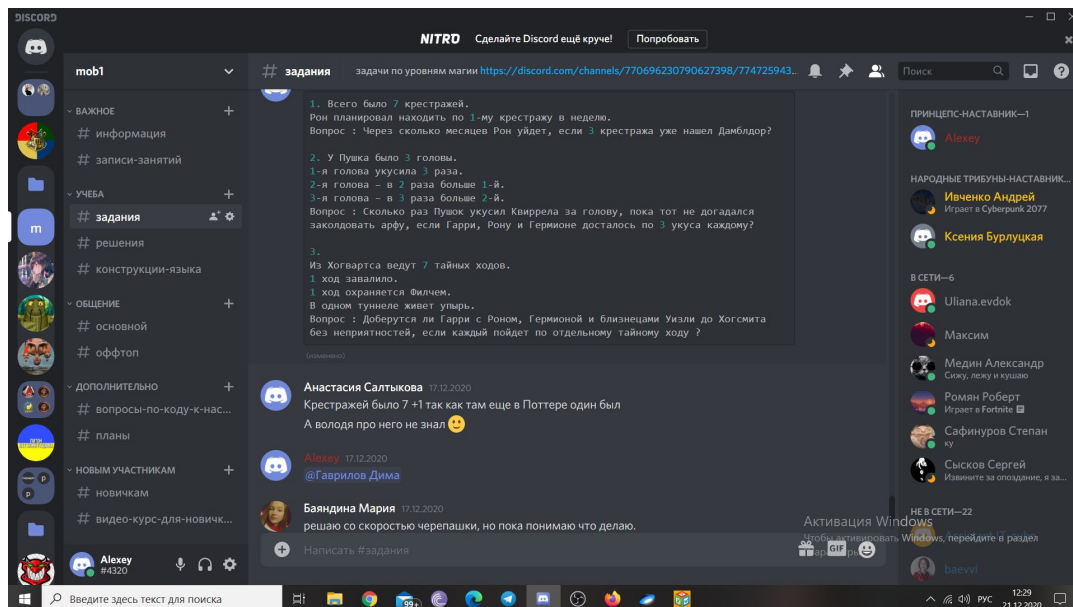 DISCORD
NITRO Сделайте Discord ещё круче! Попробовать
mob1
задания
задачи по уровням магии https://discord.com/channels/770696230790627398/774725943...
Поиск
ВАЖНОЕ
информация
записи-занятий
УЧЕБА
задания
решения
конструкции-языка
ОБЩЕНИЕ
основной
оффтоп
ДОПОЛНИТЕЛЬНО
вопросы-по-коду-к-нас...
планы
НОВЫМ УЧАСТНИКАМ
новичкам
видео-курс-для-новичк...
m
Alexey
#4320
1. Всего было 7 крестражей.
Рон планировал находить по 1-му крестражу в неделю.
Вопрос : Через сколько месяцев Рон уйдет, если 3 крестража уже нашел Дамблдор?
2. У Пушка было 3 головы.
1-я голова укусила 3 раза.
2-я голова – в 2 раза больше 1-й.
3-я голова – в 3 раза больше 2-й.
Вопрос : Сколько раз Пушок укусил Квиррела за голову, пока тот не догадался
заколдовать арфу, если Гарри, Рону и Гермионе досталось по 3 укуса каждому?
3.
Из Хогвартса ведут 7 тайных ходов.
1 ход завалило.
1 ход охраняется Филчем.
В одном туннеле живет упырь.
Вопрос : Доберутся ли Гарри с Роном, Гермионой и близнецами Уизли до Хогсмита
без неприятностей, если каждый пойдет по отдельному тайному ходу ?
(изменено)
Анастасия Салтыкова 17.12.2020
Крестражей было 7 +1 так как там еще в Поттере один был
А володя про него не знал
Alexey 17.12.2020
@Гаврилов Дима
Баяндина Мария 17.12.2020
решаю со скоростью черепашки, но пока понимаю что делаю.
Написать #задания
GIF
ПРИНЦЕПС-НАСТАВНИК—1
Alexey
НАРОДНЫЕ ТРИБУНЫ-НАСТАВНИК...
Ивченко Андрей
Играет в Cyberpunk 2077
Ксения Бурлуцкая
В СЕТИ—6
Uliana.evdok
Максим
Медин Александр
Сижу, лежу и кушаю
Ромян Роберт
Играет в Fortnite
Сафинуров Степан
ку
Сысков Сергей
Извините за опоздание, я за...
НЕ В СЕТИ—22
baevvi
Активация Windows
Чтобы активировать Windows, перейдите в раздел
Введите здесь текст для поиска
99+
РУС
12:29
21.12.2020